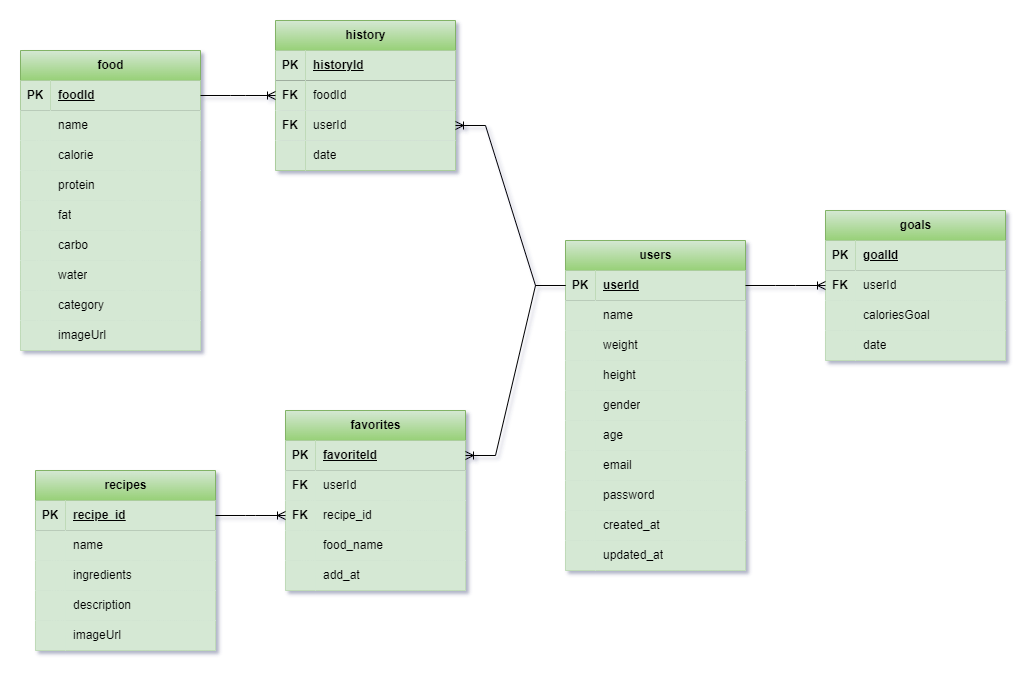 food
PK foodId
name
calorie
protein
fat
carbo
water
category
imageUrl
history
PK historyId
FK foodId
FK userId
date
users
PK userId
name
weight
height
gender
age
email
password
created_at
updated_at
goals
PK goalId
FK userId
caloriesGoal
date
favorites
PK favoriteId
FK userId
FK recipe_id
food_name
add_at
recipes
PK recipe_id
name
ingredients
description
imageUrl